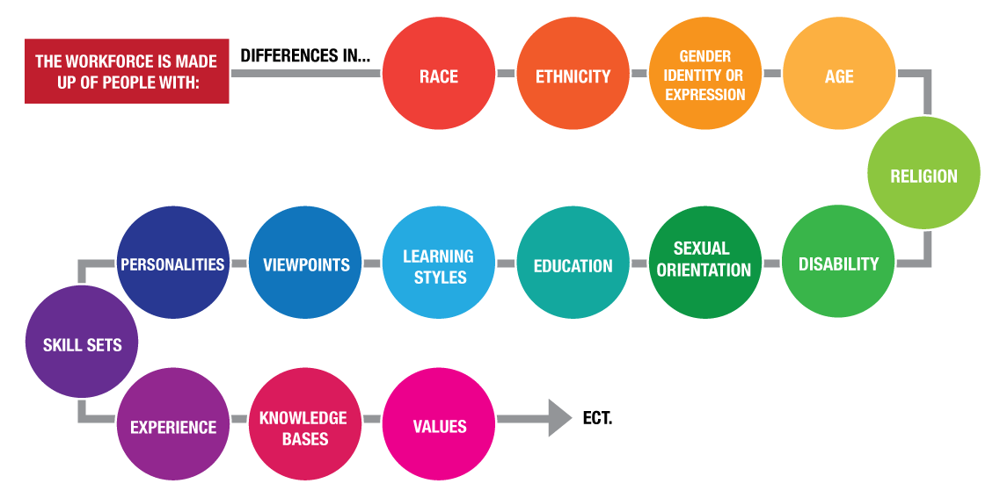 THE WORKFORCE IS MADE
UP OF PEOPLE WITH:
DIFFERENCES IN...
RACE
ETHNICITY
GENDER
IDENTITY OR
EXPRESSION
AGE
RELIGION
DISABILITY
SEXUAL
ORIENTATION
EDUCATION
LEARNING
STYLES
VIEWPOINTS
PERSONALITIES
SKILL SETS
EXPERIENCE
KNOWLEDGE
BASES
VALUES
ECT.